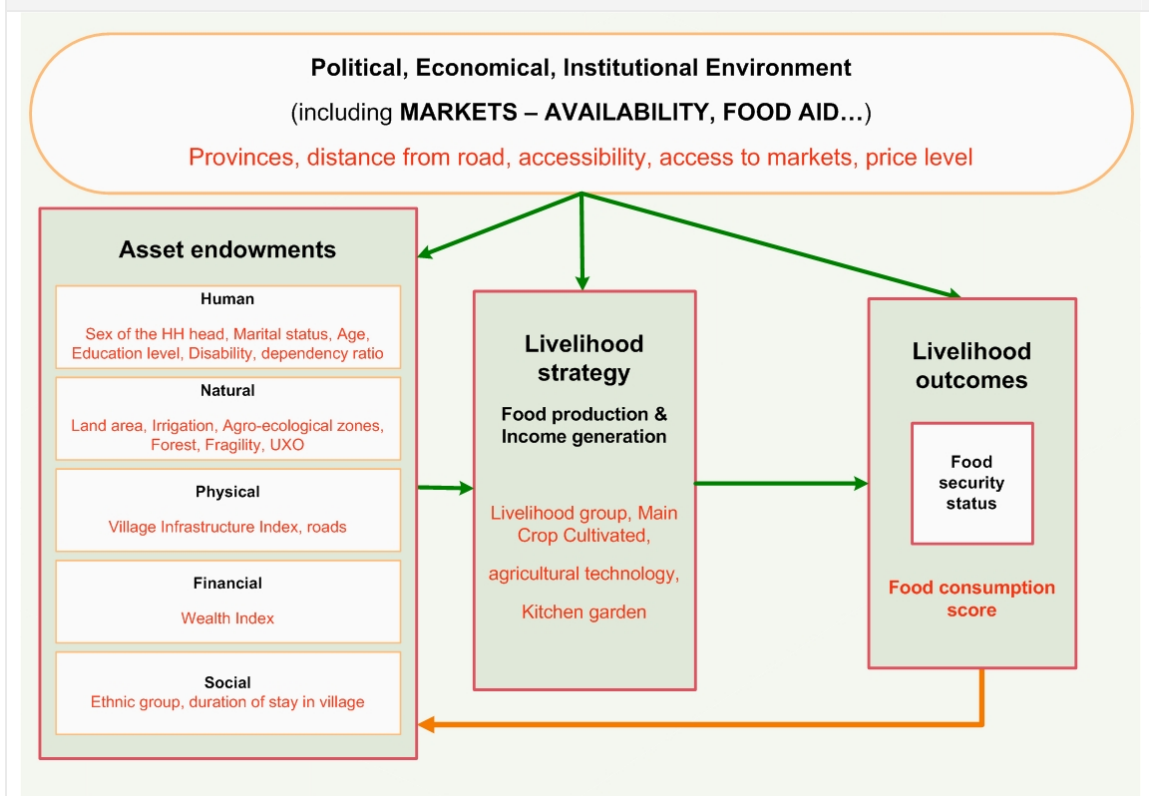 Political, Economical, Institutional Environment
(including MARKETS – AVAILABILITY, FOOD AID…)
Provinces, distance from road, accessibility, access to markets, price level
Asset endowments
Human
Sex of the HH head, Marital status, Age,
Education level, Disability, dependency ratio
Natural
Land area, Irrigation, Agro-ecological zones,
Forest, Fragility, UXO
Physical
Village Infrastructure Index, roads
Financial
Wealth Index
Social
Ethnic group, duration of stay in village
Livelihood
strategy
Food production &
Income generation
Livelihood group, Main
Crop Cultivated,
agricultural technology,
Kitchen garden
Livelihood
outcomes
Food
security
status
Food consumption
score